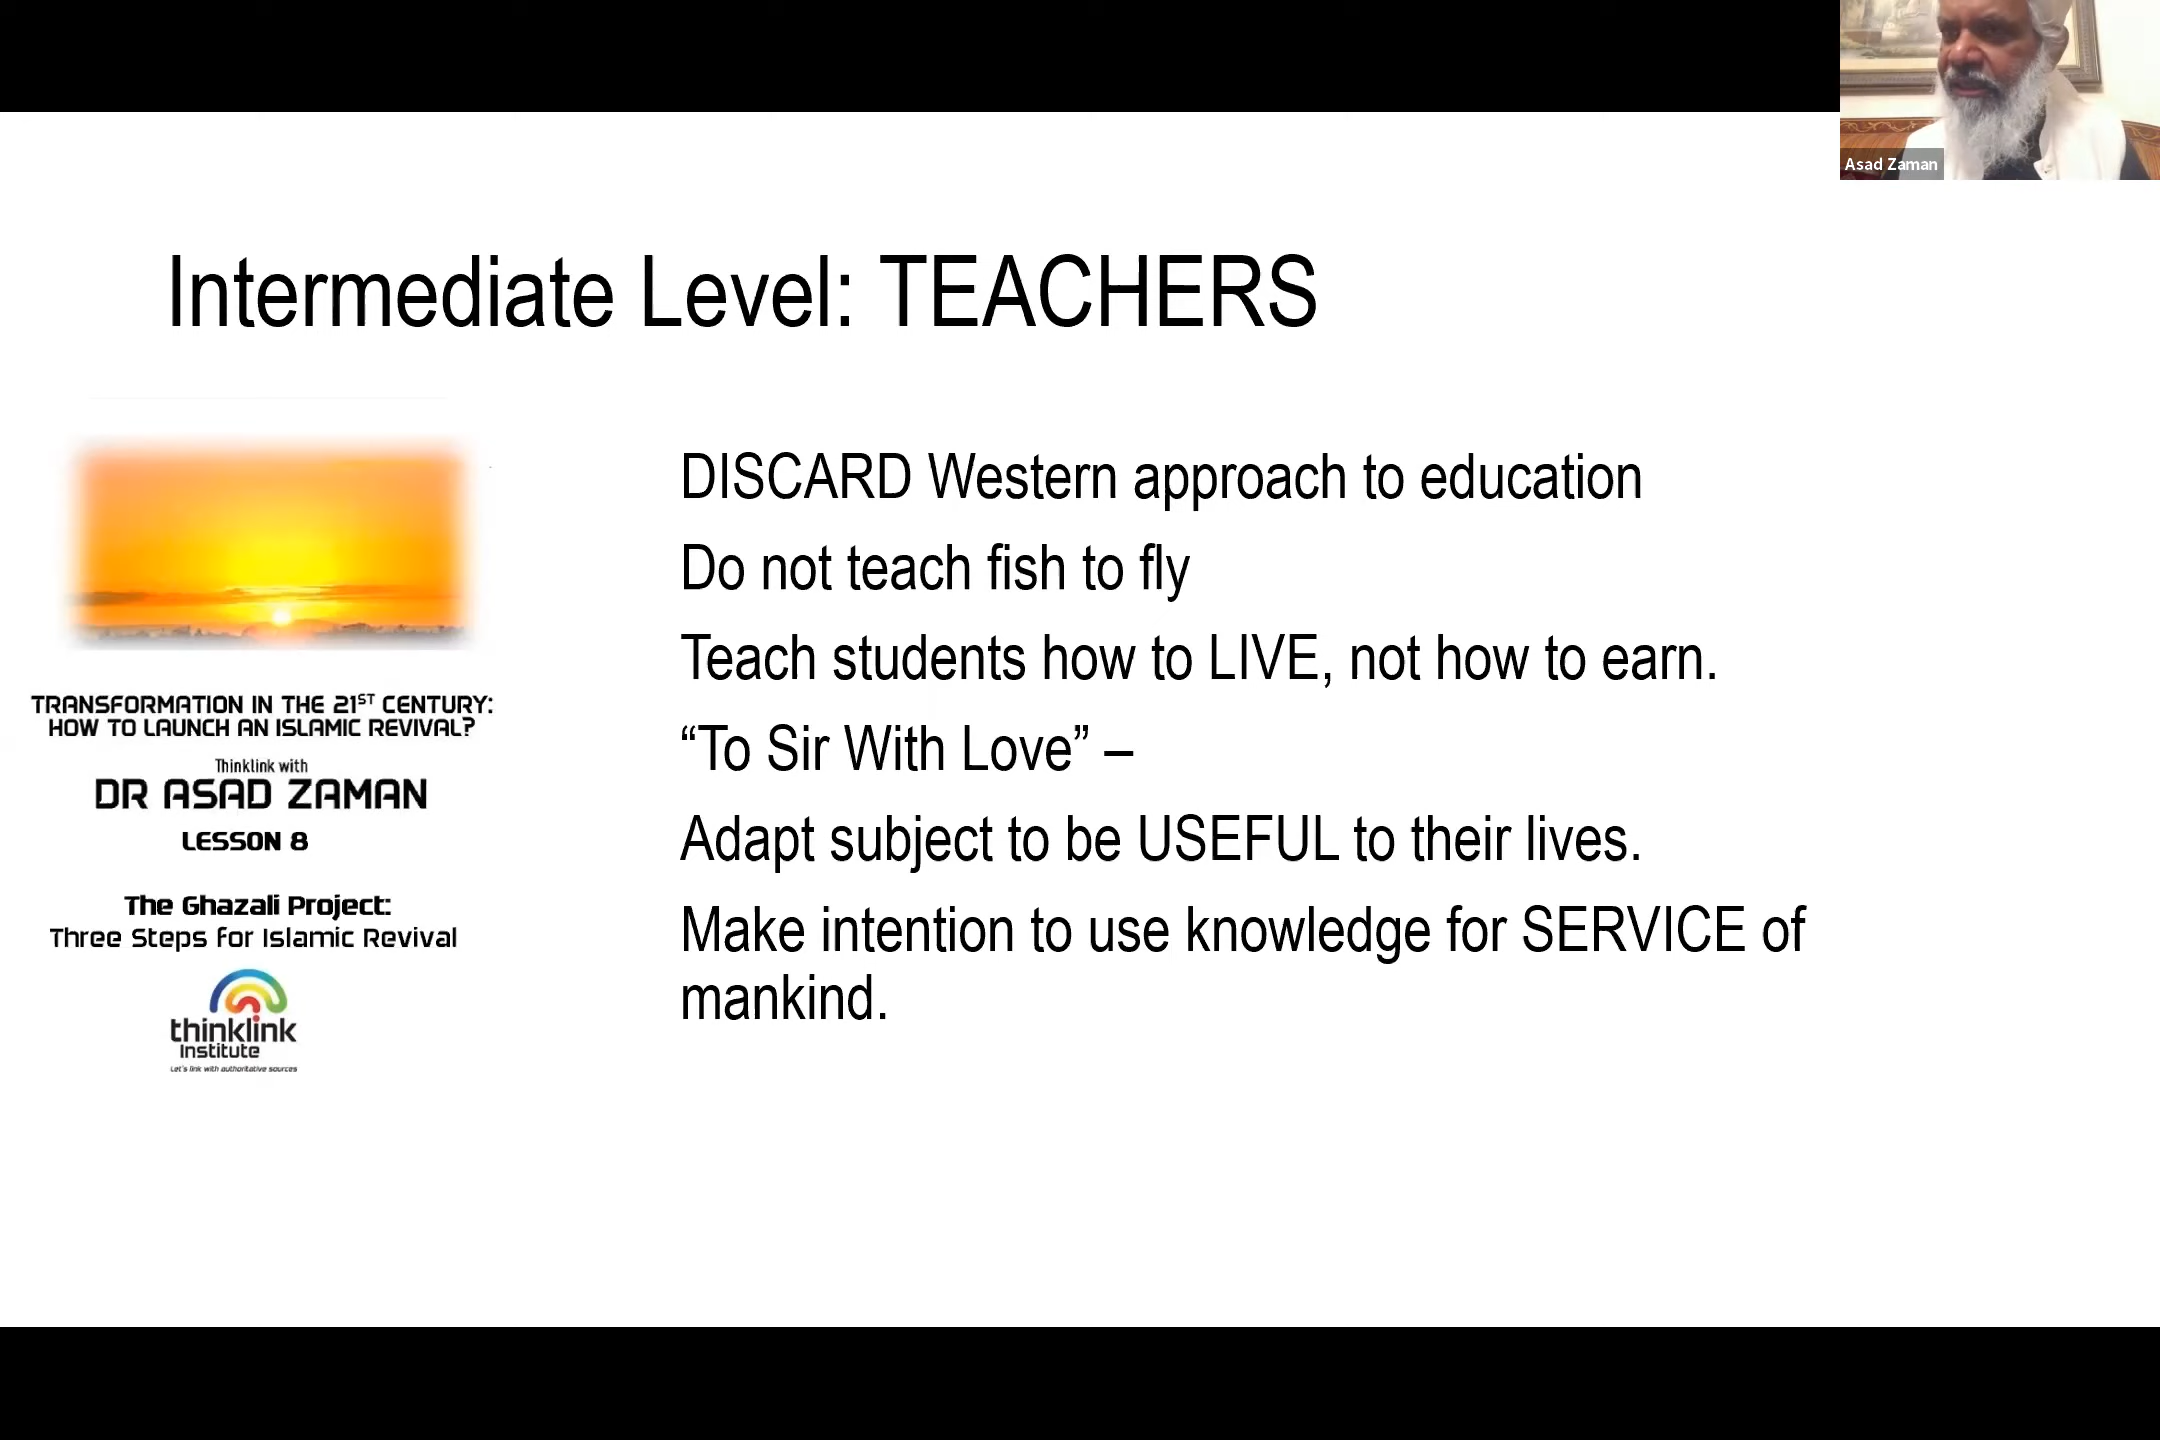 Asad Zaman
Intermediate Level: TEACHERS
DISCARD Western approach to education
Do not teach fish to fly
Teach students how to LIVE, not how to earn.
“To Sir With Love” –
Adapt subject to be USEFUL to their lives.
Make intention to use knowledge for SERVICE of
mankind.
TRANSFORMATION IN THE 21ST CENTURY:
HOW TO LAUNCH AN ISLAMIC REVIVAL?
Thinklink with
DR ASAD ZAMAN
LESSON 8
The Ghazali Project:
Three Steps for Islamic Revival
thinklink
Institute
Let's link with authoritative sources